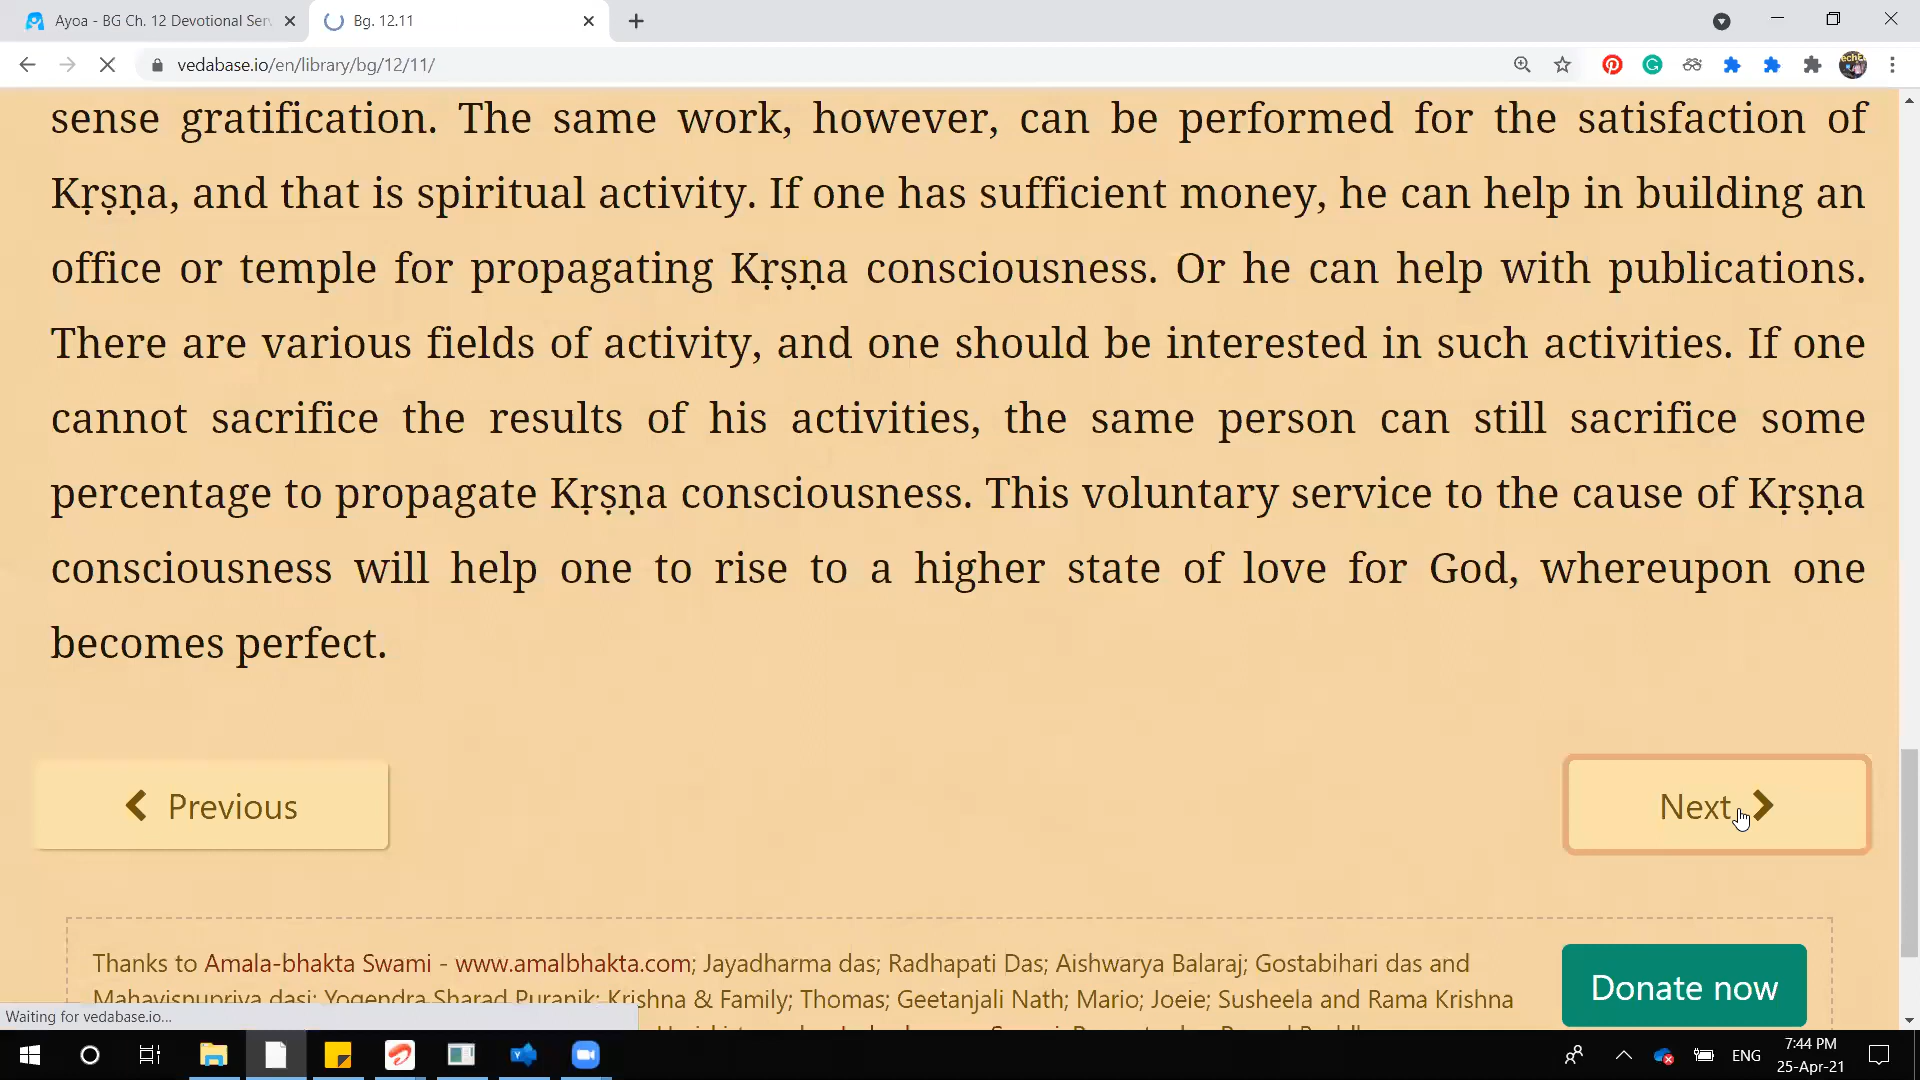 Ayoa - BG Ch. 12 Devotional Ser
Bg. 12.11
vedabase.io/en/library/bg/12/11/
sense gratification. The same work, however, can be performed for the satisfaction of
Kṛṣṇa, and that is spiritual activity. If one has sufficient money, he can help in building an
office or temple for propagating Kṛṣṇa consciousness. Or he can help with publications.
There are various fields of activity, and one should be interested in such activities. If one
cannot sacrifice the results of his activities, the same person can still sacrifice some
percentage to propagate Kṛṣṇa consciousness. This voluntary service to the cause of Kṛṣṇa
consciousness will help one to rise to a higher state of love for God, whereupon one
becomes perfect.
Previous
Next
Thanks to Amala-bhakta Swami - www.amalbhakta.com; Jayadharma das; Radhapati Das; Aishwarya Balaraj; Gostabihari das and
Mahavisnupriya dasi; Yogendra Sharad Puranik; Krishna & Family; Thomas; Geetanjali Nath; Mario; Joeie; Susheela and Rama Krishna
Donate now
Waiting for vedabase.io...
ENG
7:44 PM
25-Apr-21